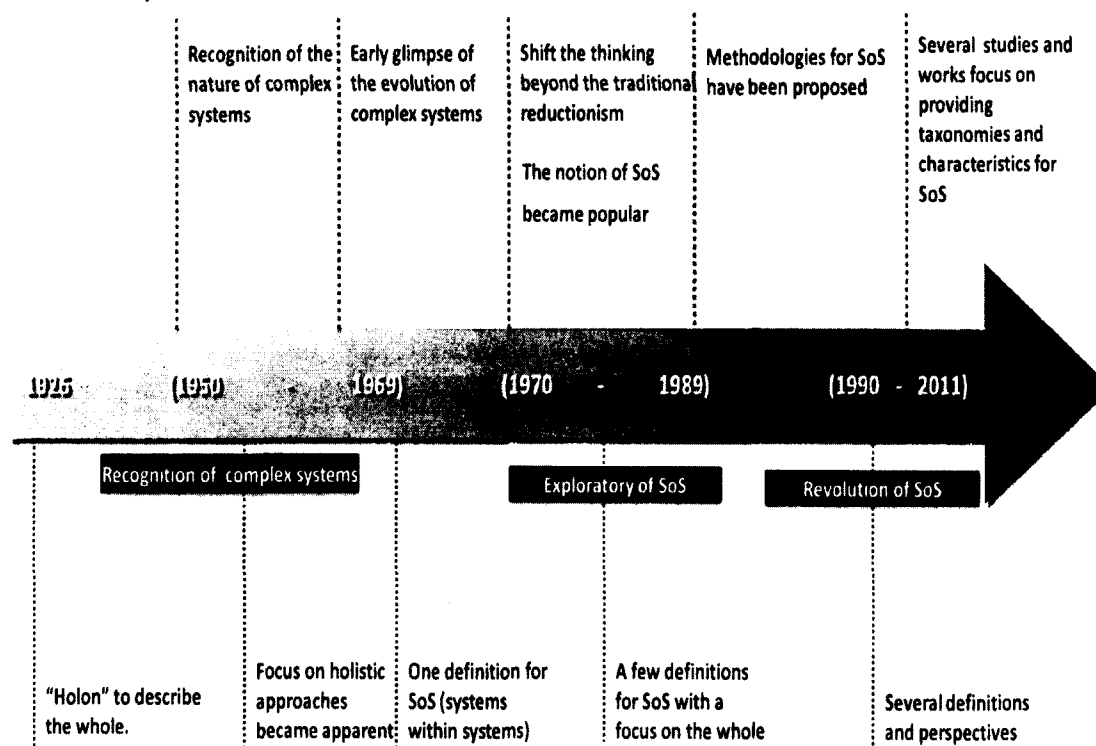 Recognition of the
nature of complex
systems
Early glimpse of
the evolution of
complex systems
Shift the thinking
beyond the traditional
reductionism
The notion of SoS
became popular
Methodologies for SoS
have been proposed
Several studies and
works focus on
providing
taxonomies and
characteristics for
SoS
1926 (1950 - 1969) (1970 - 1989) (1990 - 2011)
Recognition of complex systems
Exploratory of SoS
Revolution of SoS
"Holon" to describe
the whole.
Focus on holistic
approaches
became apparent
One definition for
SoS (systems
within systems)
A few definitions
for SoS with a
focus on the whole
Several definitions
and perspectives